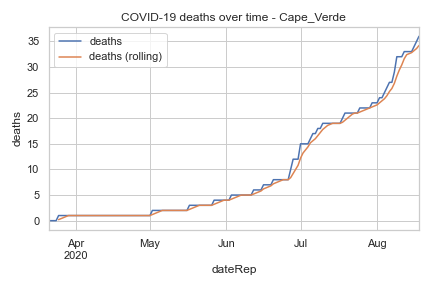 COVID-19 deaths over time - Cape_Verde
deaths
deaths (rolling)
35
30
25
20
15
10
5
0
deaths
Apr
2020
May
Jun
Jul
Aug
dateRep